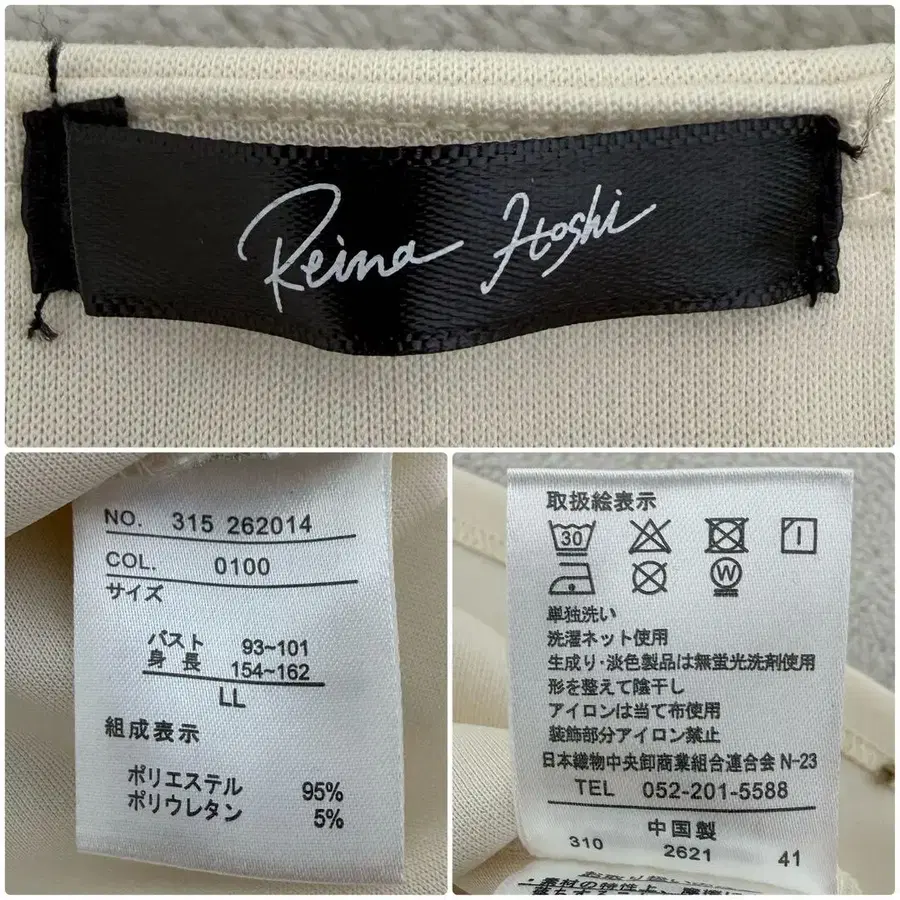 Reina Itoshi
NO. 315 262014
COL. 0100
サイズ
バスト 93~101
身 長 154~162
LL
組成表示
ポリエステル 95%
ポリウレタン 5%
取扱絵表示
30
W
単独洗い
洗濯ネット使用
生成り・淡色製品は無蛍光洗剤使用
形を整えて陰干し
アイロンは当て布使用
装飾部分アイロン禁止
日本織物中央卸商業組合連合会 N-23
TEL 052-201-5588
中国製
310 2621 41